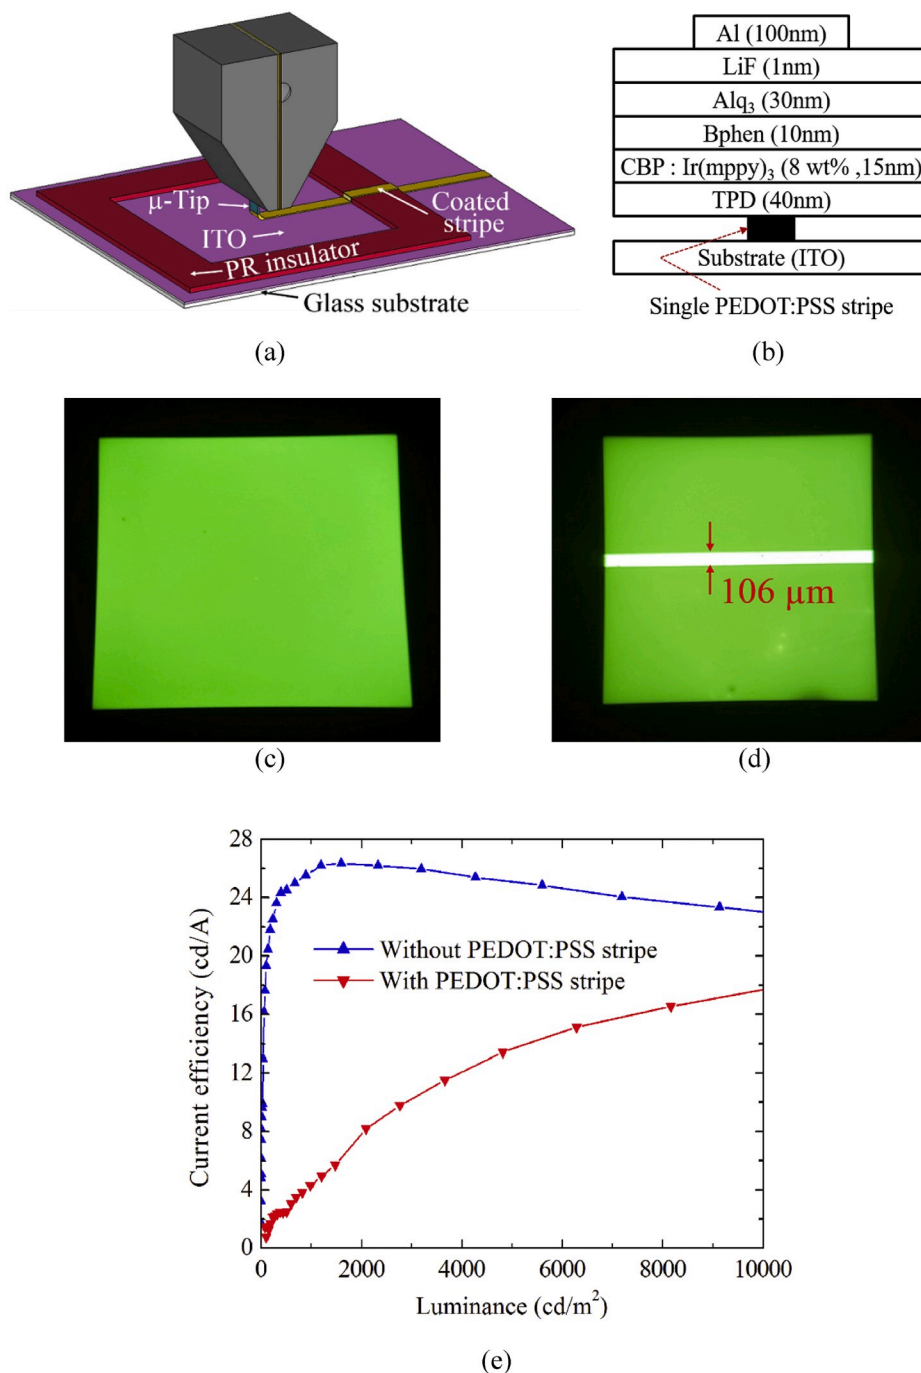 μ-Tip
ITO
Coated
stripe
PR insulator
Glass substrate
(a)
Al (100nm)
LiF (1nm)
Alq₃ (30nm)
Bphen (10nm)
CBP : Ir(mppy)₃ (8 wt% ,15nm)
TPD (40nm)
Substrate (ITO)
Single PEDOT:PSS stripe
(b)
(c)
106 μm
(d)
Current efficiency (cd/A)
28
24
20
16
12
8
4
0
Without PEDOT:PSS stripe
With PEDOT:PSS stripe
0 2000 4000 6000 8000 10000
Luminance (cd/m²)
(e)